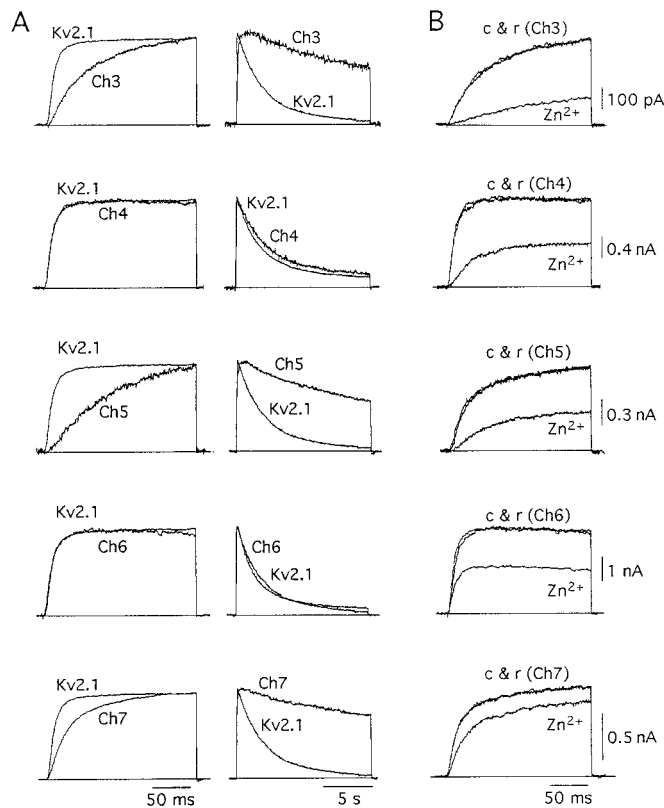 A
B
Kv2.1
Ch3
Ch3
Kv2.1
c & r (Ch3)
Zn2+
100 pA
Kv2.1
Ch4
Kv2.1
Ch4
c & r (Ch4)
Zn2+
0.4 nA
Kv2.1
Ch5
Ch5
Kv2.1
c & r (Ch5)
Zn2+
0.3 nA
Kv2.1
Ch6
Ch6
Kv2.1
c & r (Ch6)
Zn2+
1 nA
Kv2.1
Ch7
Ch7
Kv2.1
c & r (Ch7)
Zn2+
0.5 nA
50 ms
5 s
50 ms